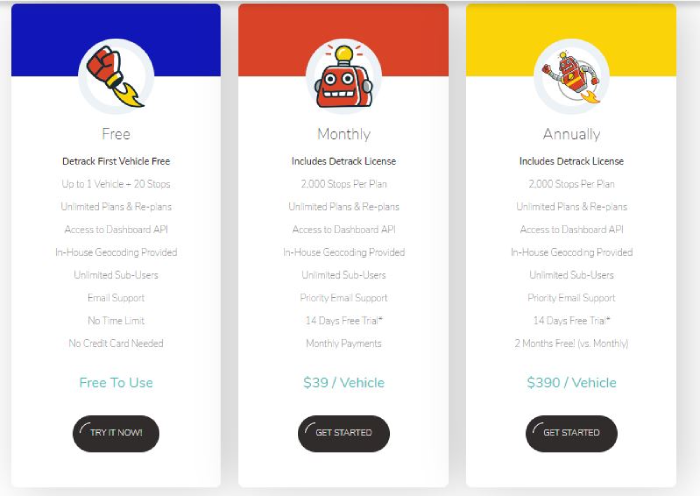 Free
Detrack First Vehicle Free
Up to 1 Vehicle + 20 Stops
Unlimited Plans & Re-plans
Access to Dashboard API
In-House Geocoding Provided
Unlimited Sub-Users
Email Support
No Time Limit
No Credit Card Needed
Free To Use
TRY IT NOW!
Monthly
Includes Detrack License
2,000 Stops Per Plan
Unlimited Plans & Re-plans
Access to Dashboard API
In-House Geocoding Provided
Unlimited Sub-Users
Priority Email Support
14 Days Free Trial*
Monthly Payments
$39 / Vehicle
GET STARTED
Annually
Includes Detrack License
2,000 Stops Per Plan
Unlimited Plans & Re-plans
Access to Dashboard API
In-House Geocoding Provided
Unlimited Sub-Users
Priority Email Support
14 Days Free Trial*
2 Months Free! (vs. Monthly)
$390 / Vehicle
GET STARTED